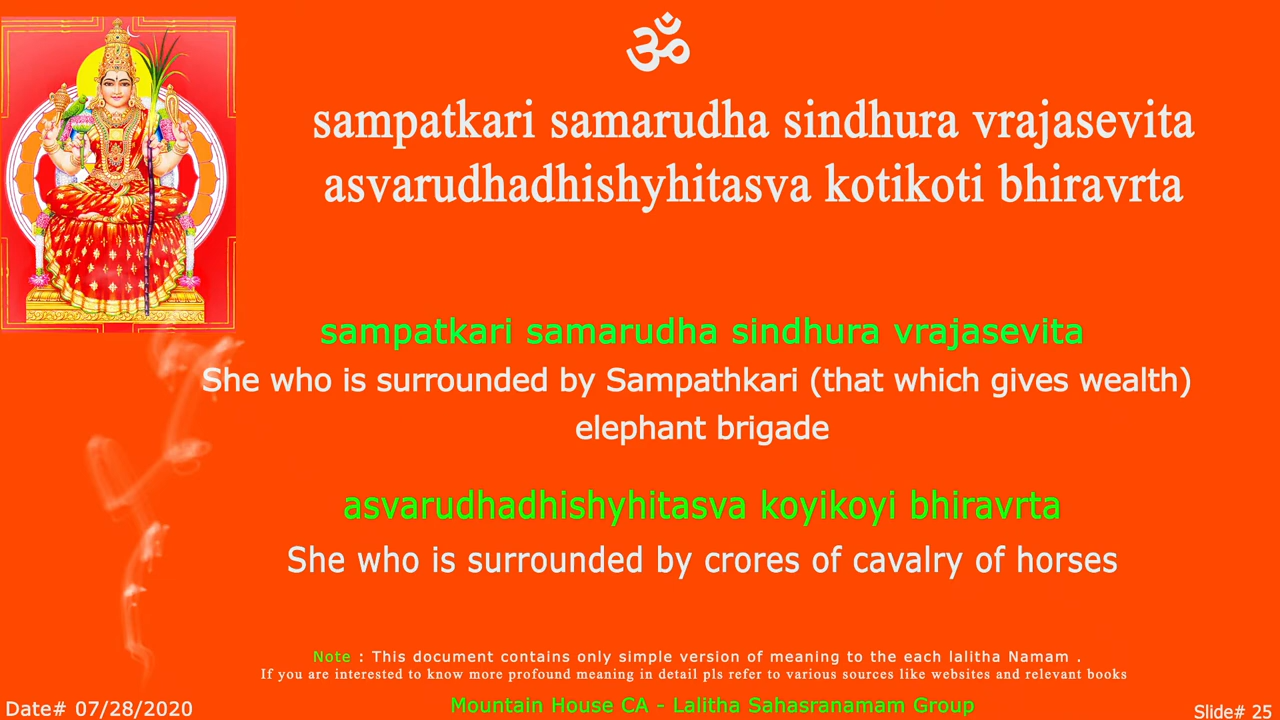 ॐ
sampatkari samarudha sindhura vrajasevita
asvarudhadhishyhitasva kotikoti bhiravrta
sampatkari samarudha sindhura vrajasevita
She who is surrounded by Sampathkari (that which gives wealth)
elephant brigade
asvarudhadhishyhitasva koyikoyi bhiravrta
She who is surrounded by crores of cavalry of horses
Note : This document contains only simple version of meaning to the each lalitha Namam .
If you are interested to know more profound meaning in detail pls refer to various sources like websites and relevant books
Date# 07/28/2020
Mountain House CA - Lalitha Sahasranamam Group
Slide# 25